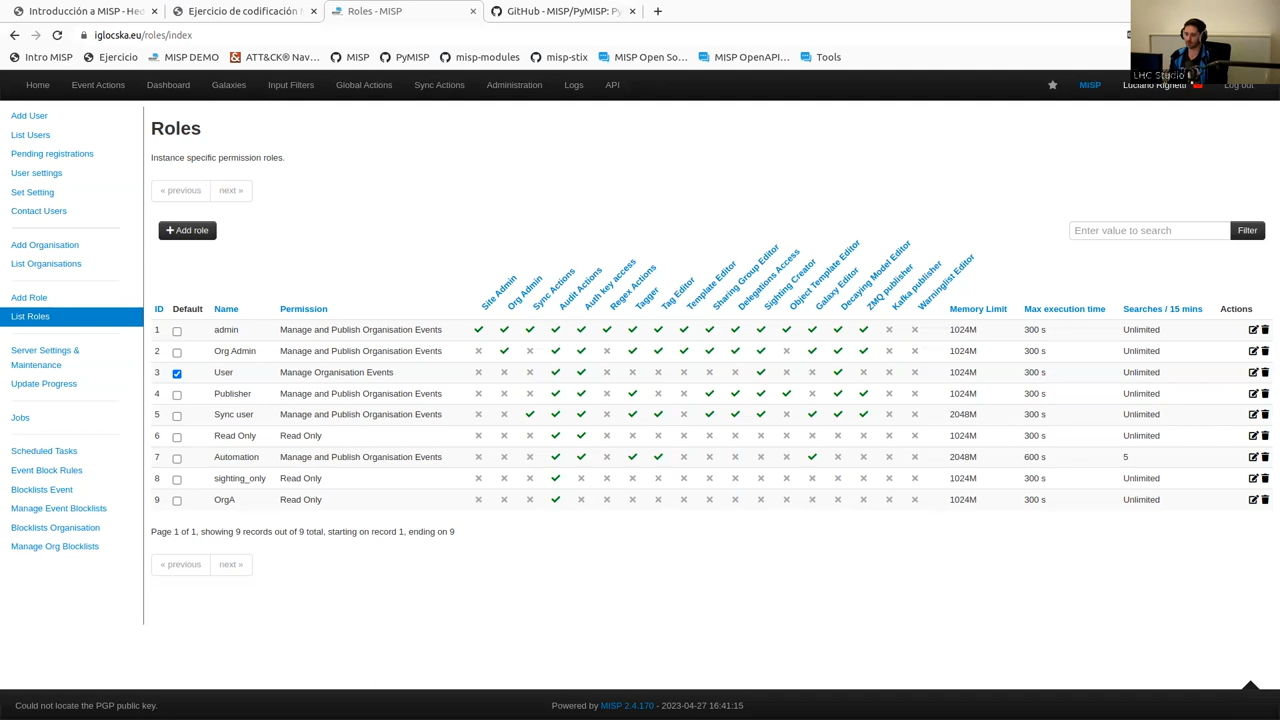 Introducción a MISP - Hed
Ejercicio de codificación M
Roles - MISP
GitHub - MISP/PyMISP: Py
iglocska.eu/roles/index
Intro MISP
Ejercicio
MISP DEMO
ATT&CK® Nav…
MISP
PyMISP
misp-modules
misp-stix
MISP Open So…
MISP OpenAPI…
Tools
LHC Studio
Home
Event Actions
Dashboard
Galaxies
Input Filters
Global Actions
Sync Actions
Administration
Logs
API
MISP
Luciano Righetti
Log out
Add User
List Users
Pending registrations
User settings
Set Setting
Contact Users
Add Organisation
List Organisations
Add Role
List Roles
Server Settings &
Maintenance
Update Progress
Jobs
Scheduled Tasks
Event Block Rules
Blocklists Event
Manage Event Blocklists
Blocklists Organisation
Manage Org Blocklists
Roles
Instance specific permission roles.
« previous next »
Add role
Enter value to search Filter
ID Default Name Permission Site Admin Org Admin Sync Actions Audit Actions Auth key access Regex Actions Tagger Tag Editor Template Editor Sharing Group Editor Delegations Access Sighting Creator Object Template Editor Galaxy Editor Decaying Model Editor ZMQ publisher Kafka publisher Warninglist Editor Memory Limit Max execution time Searches / 15 mins Actions
1 admin Manage and Publish Organisation Events 1024M 300 s Unlimited
2 Org Admin Manage and Publish Organisation Events 1024M 300 s Unlimited
3 User Manage Organisation Events 1024M 300 s Unlimited
4 Publisher Manage and Publish Organisation Events 1024M 300 s Unlimited
5 Sync user Manage and Publish Organisation Events 2048M 300 s Unlimited
6 Read Only Read Only 1024M 300 s Unlimited
7 Automation Manage and Publish Organisation Events 2048M 600 s 5
8 sighting_only Read Only 1024M 300 s Unlimited
9 OrgA Read Only 1024M 300 s Unlimited
Page 1 of 1, showing 9 records out of 9 total, starting on record 1, ending on 9
« previous next »
Could not locate the PGP public key.
Powered by MISP 2.4.170 - 2023-04-27 16:41:15